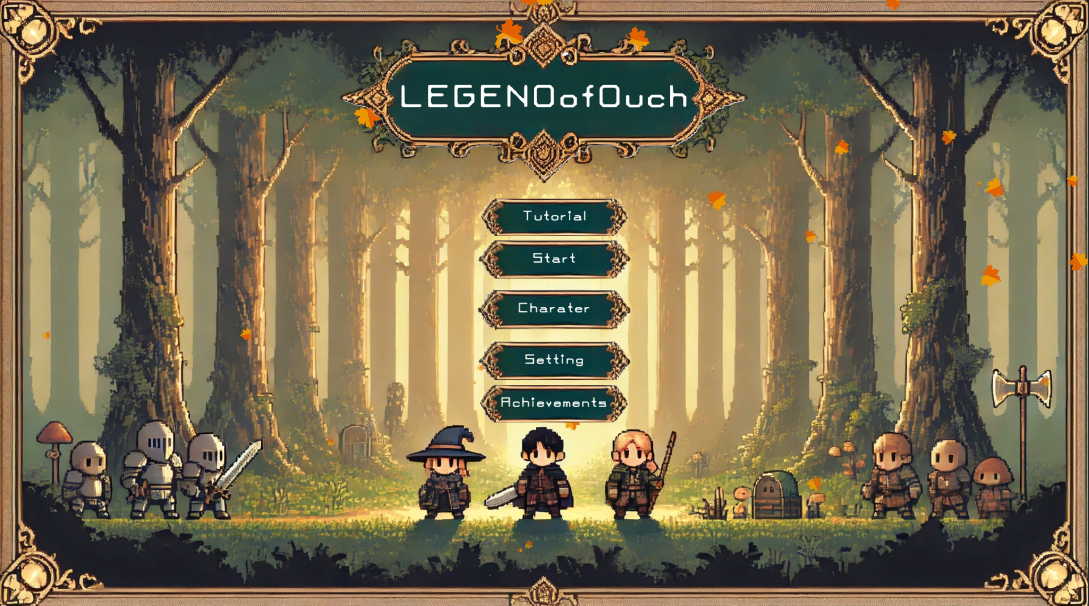 LEGENDofOuch
Tutorial
Start
Charater
Setting
Achievements